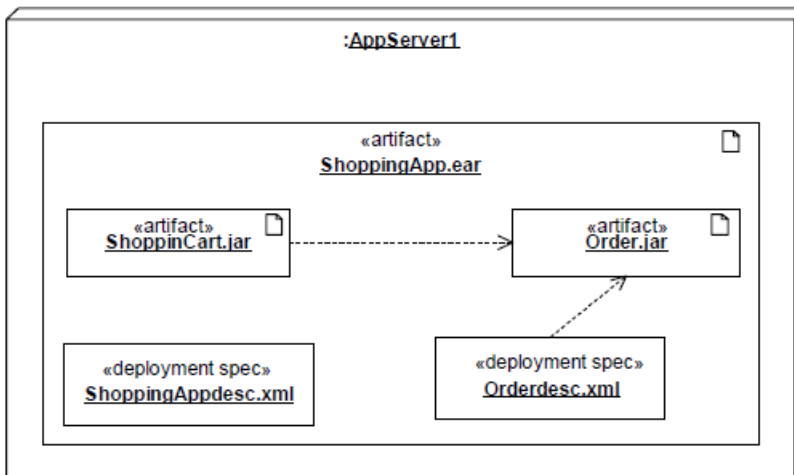 :AppServer1
«artifact»
ShoppingApp.ear
«artifact»
ShoppinCart.jar
«artifact»
Order.jar
«deployment spec»
ShoppingAppdesc.xml
«deployment spec»
Orderdesc.xml